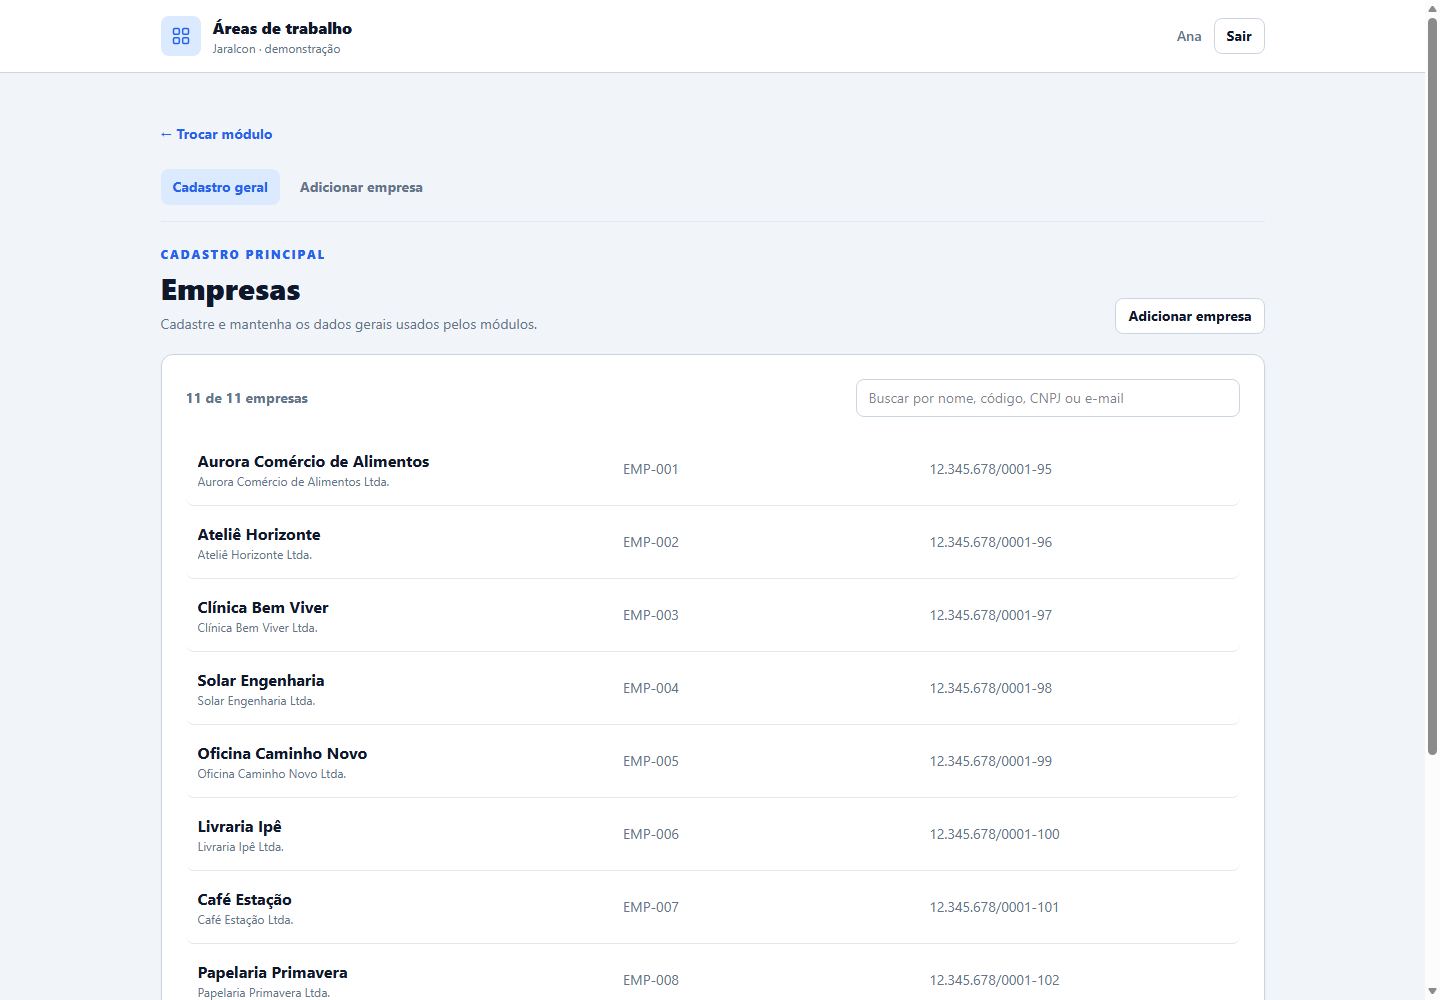 Áreas de trabalho
Jaralcon · demonstração
Ana
Sair
← Trocar módulo
Cadastro geral
Adicionar empresa
CADASTRO PRINCIPAL
Empresas
Cadastre e mantenha os dados gerais usados pelos módulos.
Adicionar empresa
11 de 11 empresas
Buscar por nome, código, CNPJ ou e-mail
Aurora Comércio de Alimentos
Aurora Comércio de Alimentos Ltda.
EMP-001
12.345.678/0001-95
Ateliê Horizonte
Ateliê Horizonte Ltda.
EMP-002
12.345.678/0001-96
Clínica Bem Viver
Clínica Bem Viver Ltda.
EMP-003
12.345.678/0001-97
Solar Engenharia
Solar Engenharia Ltda.
EMP-004
12.345.678/0001-98
Oficina Caminho Novo
Oficina Caminho Novo Ltda.
EMP-005
12.345.678/0001-99
Livraria Ipê
Livraria Ipê Ltda.
EMP-006
12.345.678/0001-100
Café Estação
Café Estação Ltda.
EMP-007
12.345.678/0001-101
Papelaria Primavera
Papelaria Primavera Ltda.
EMP-008
12.345.678/0001-102